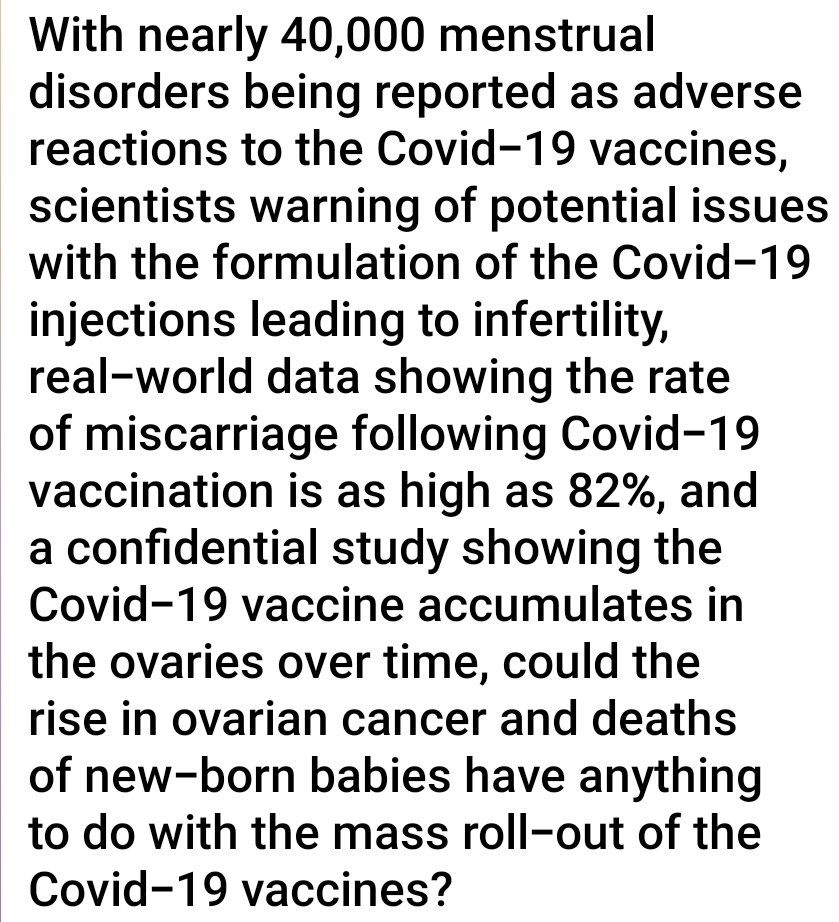 With nearly 40,000 menstrual
disorders being reported as adverse
reactions to the Covid-19 vaccines,
scientists warning of potential issues
with the formulation of the Covid-19
injections leading to infertility,
real-world data showing the rate
of miscarriage following Covid-19
vaccination is as high as 82%, and
a confidential study showing the
Covid-19 vaccine accumulates in
the ovaries over time, could the
rise in ovarian cancer and deaths
of new-born babies have anything
to do with the mass roll-out of the
Covid-19 vaccines?